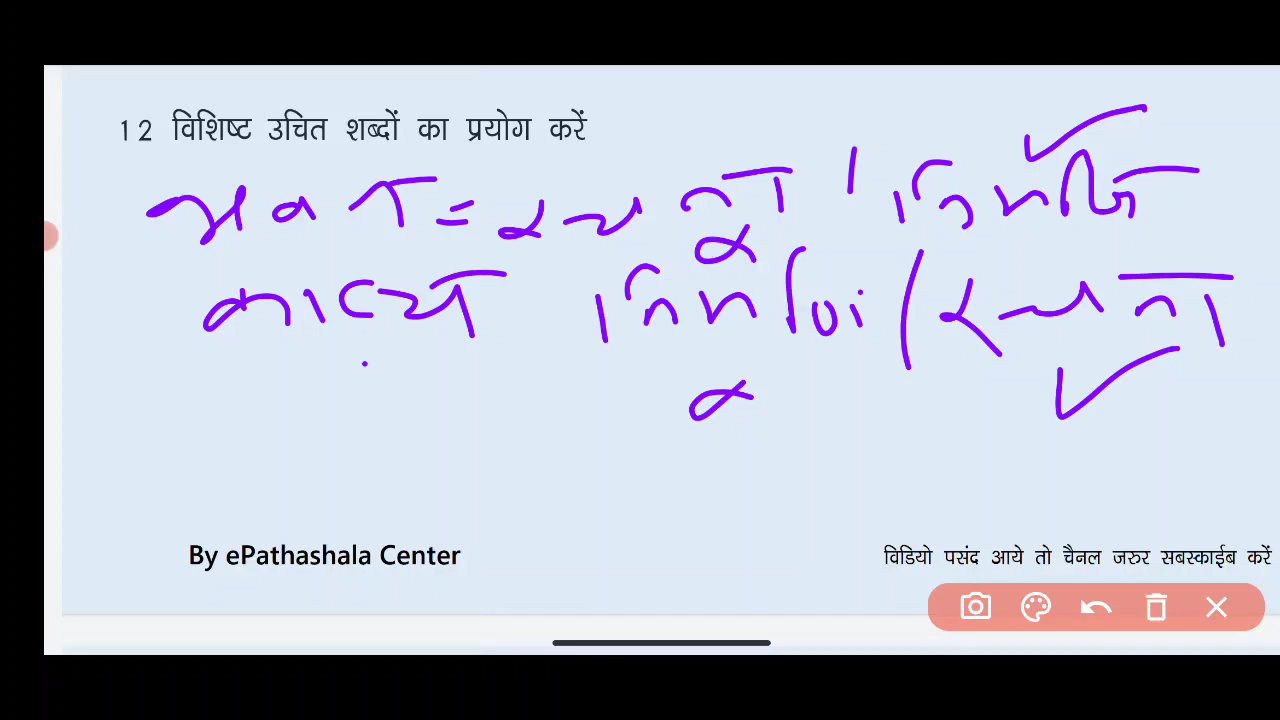 12 विशिष्ट उचित शब्दों का प्रयोग करें
भवन = रचना निर्माण
काव्य निर्माण रचना
By ePathashala Center
विडियो पसंद आये तो चैनल जरुर सबस्काईब करें